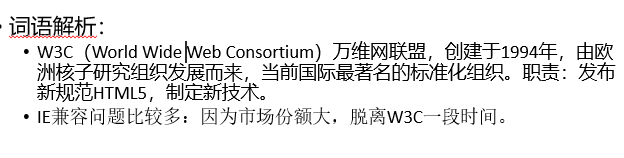 • 词语解析：
• W3C（World Wide Web Consortium）万维网联盟，创建于1994年，由欧
洲核子研究组织发展而来，当前国际最著名的标准化组织。职责：发布
新规范HTML5，制定新技术。
• IE兼容问题比较多：因为市场份额大，脱离W3C一段时间。